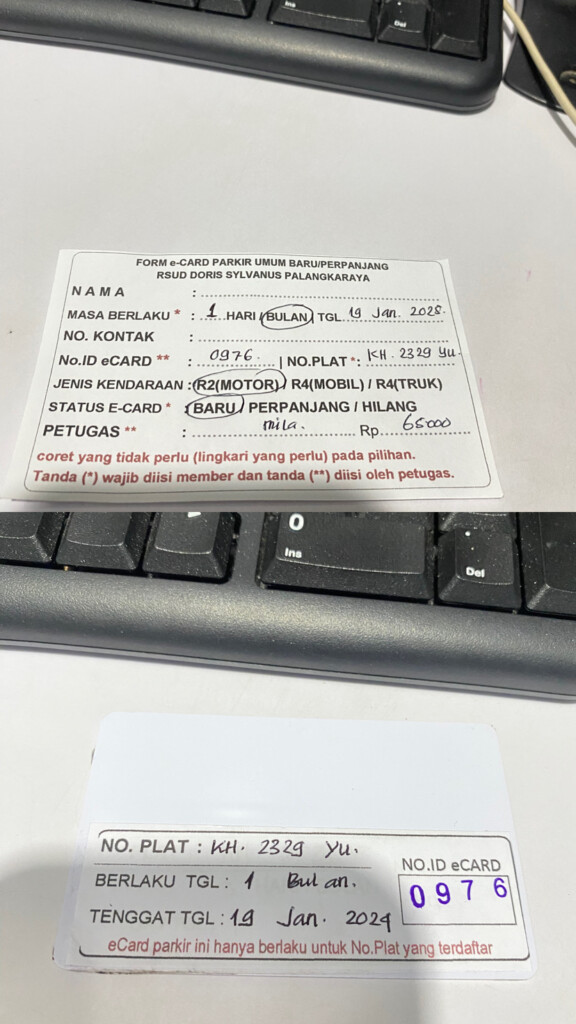 Ins
Del
FORM e-CARD PARKIR UMUM BARU/PERPANJANG
RSUD DORIS SYLVANUS PALANGKARAYA
NAMA :
MASA BERLAKU * : 1 HARI / BULAN TGL 19 Jan. 2028.
NO. KONTAK :
No.ID eCARD ** : 0976. | NO.PLAT * : KH. 2329 Yu.
JENIS KENDARAAN : R2(MOTOR) / R4(MOBIL) / R4(TRUK)
STATUS E-CARD * : BARU / PERPANJANG / HILANG
PETUGAS ** : mila. Rp. 65000
coret yang tidak perlu (lingkari yang perlu) pada pilihan.
Tanda (*) wajib diisi member dan tanda (**) diisi oleh petugas.
0
Ins
.
Del
NO. PLAT : KH. 2329 Yu.
BERLAKU TGL : 1 Bulan.
TENGGAT TGL : 19 Jan. 2029
NO.ID eCARD
0976
eCard parkir ini hanya berlaku untuk No.Plat yang terdaftar